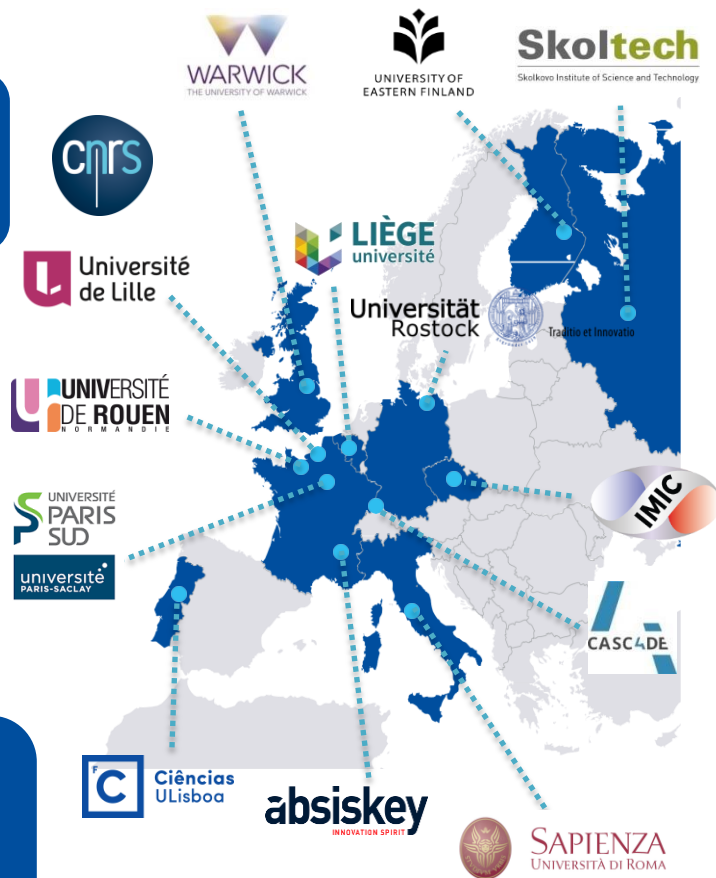 WARWICK
THE UNIVERSITY OF WARWICK
UNIVERSITY OF
EASTERN FINLAND
Skoltech
Skolkovo Institute of Science and Technology
cnrs
LIÈGE
université
Université
de Lille
Universität
Rostock
Traditio et Innovatio
UNIVERSITÉ
DE ROUEN
NORMANDIE
UNIVERSITÉ
PARIS
SUD
université
PARIS-SACLAY
IMIC
CASC4DE
F
C
Ciências
ULisboa
absiskey
INNOVATION SPIRIT
SAPIENZA
UNIVERSITÀ DI ROMA